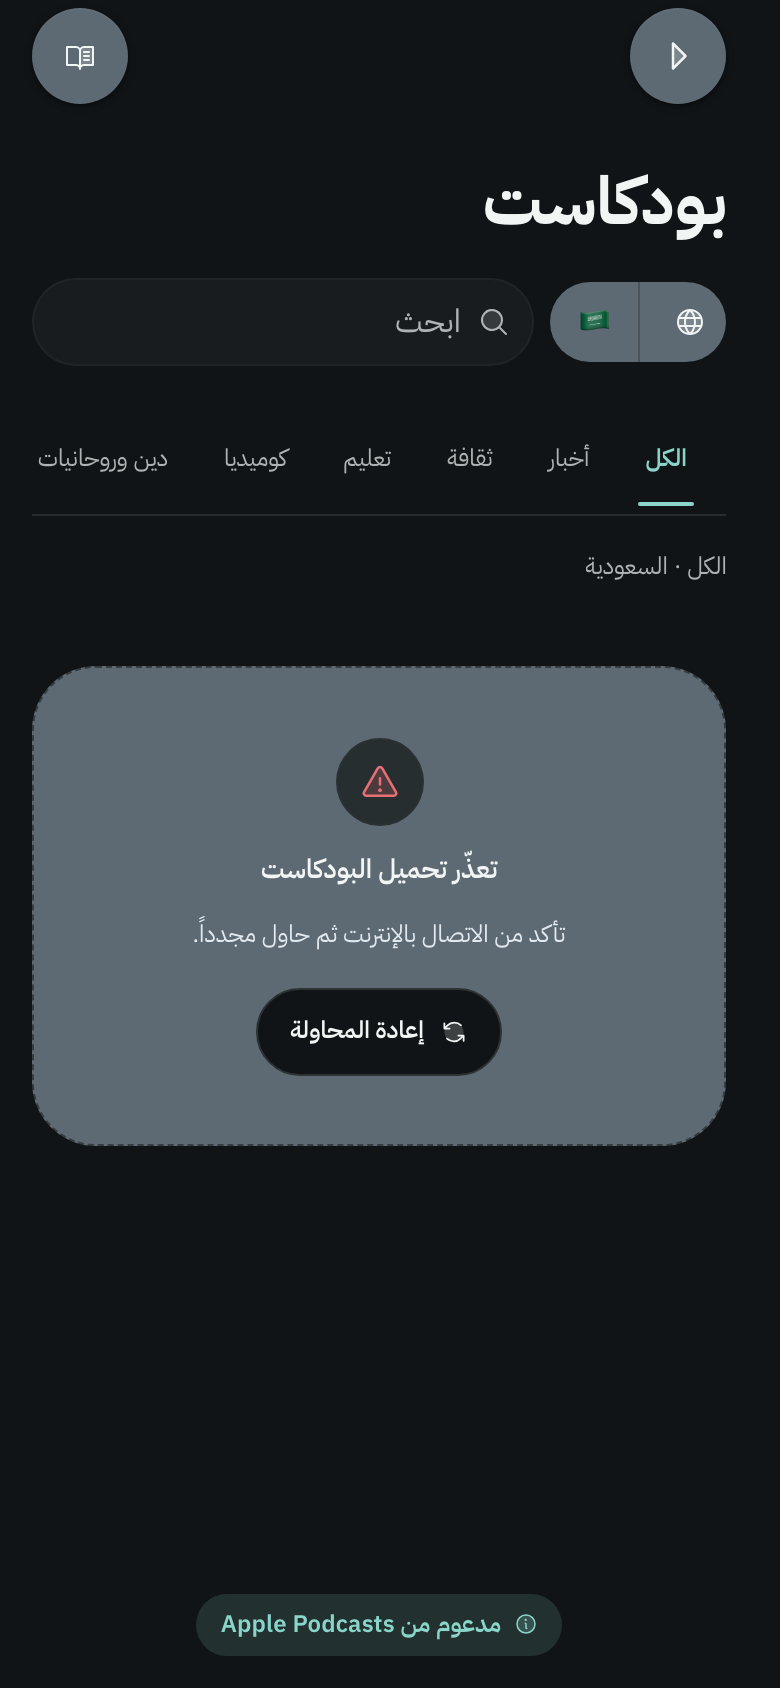 بودكاست
ابحث
الكل أخبار ثقافة تعليم كوميديا دين وروحانيات
الكل · السعودية
تعذّر تحميل البودكاست
تأكد من الاتصال بالإنترنت ثم حاول مجدداً.
إعادة المحاولة
مدعوم من Apple Podcasts